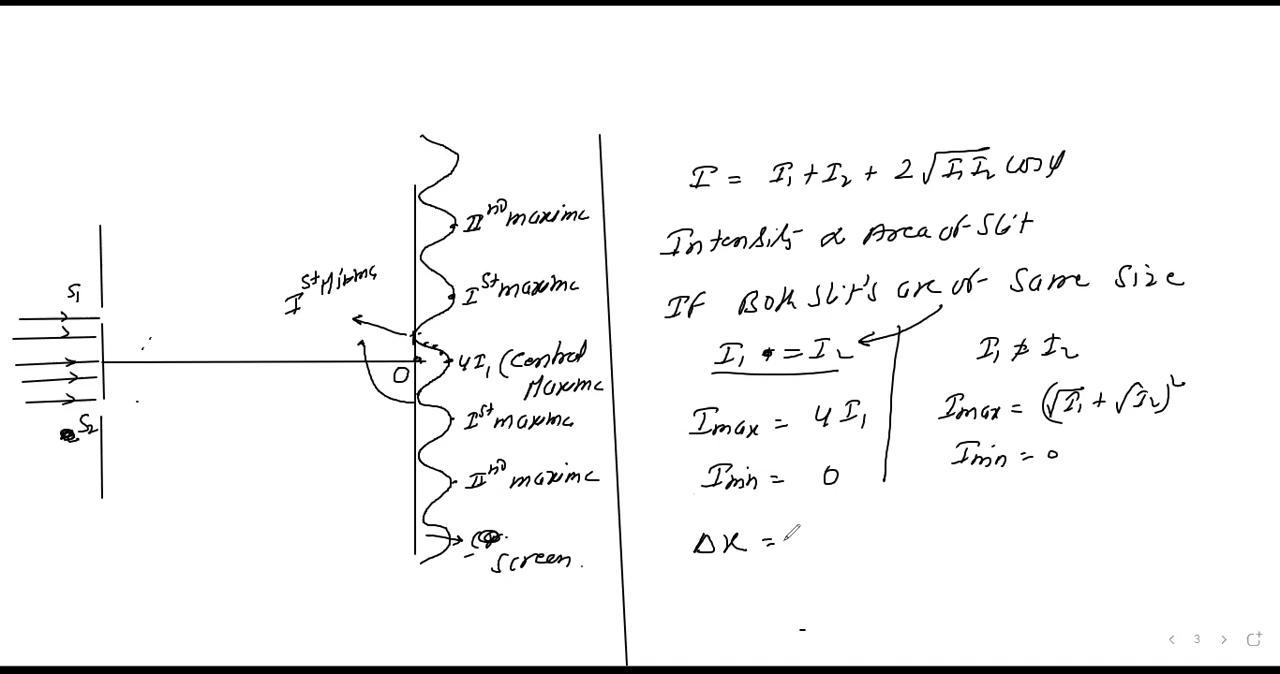 S1
S2
O
Ist Minima
IInd maxima
Ist maxima
4I1 (Central
Maxima
Ist maxima
IInd maxima
screen.
I = I1 + I2 + 2√I1I2 cosφ
Intensity α Area of Slit
If Both Slit's are of Same Size
I1 = I2
Imax = 4I1
Imin = 0
I1 ≠ I2
Imax = (√I1 + √I2)²
Imin = 0
Δx =
< 3 >